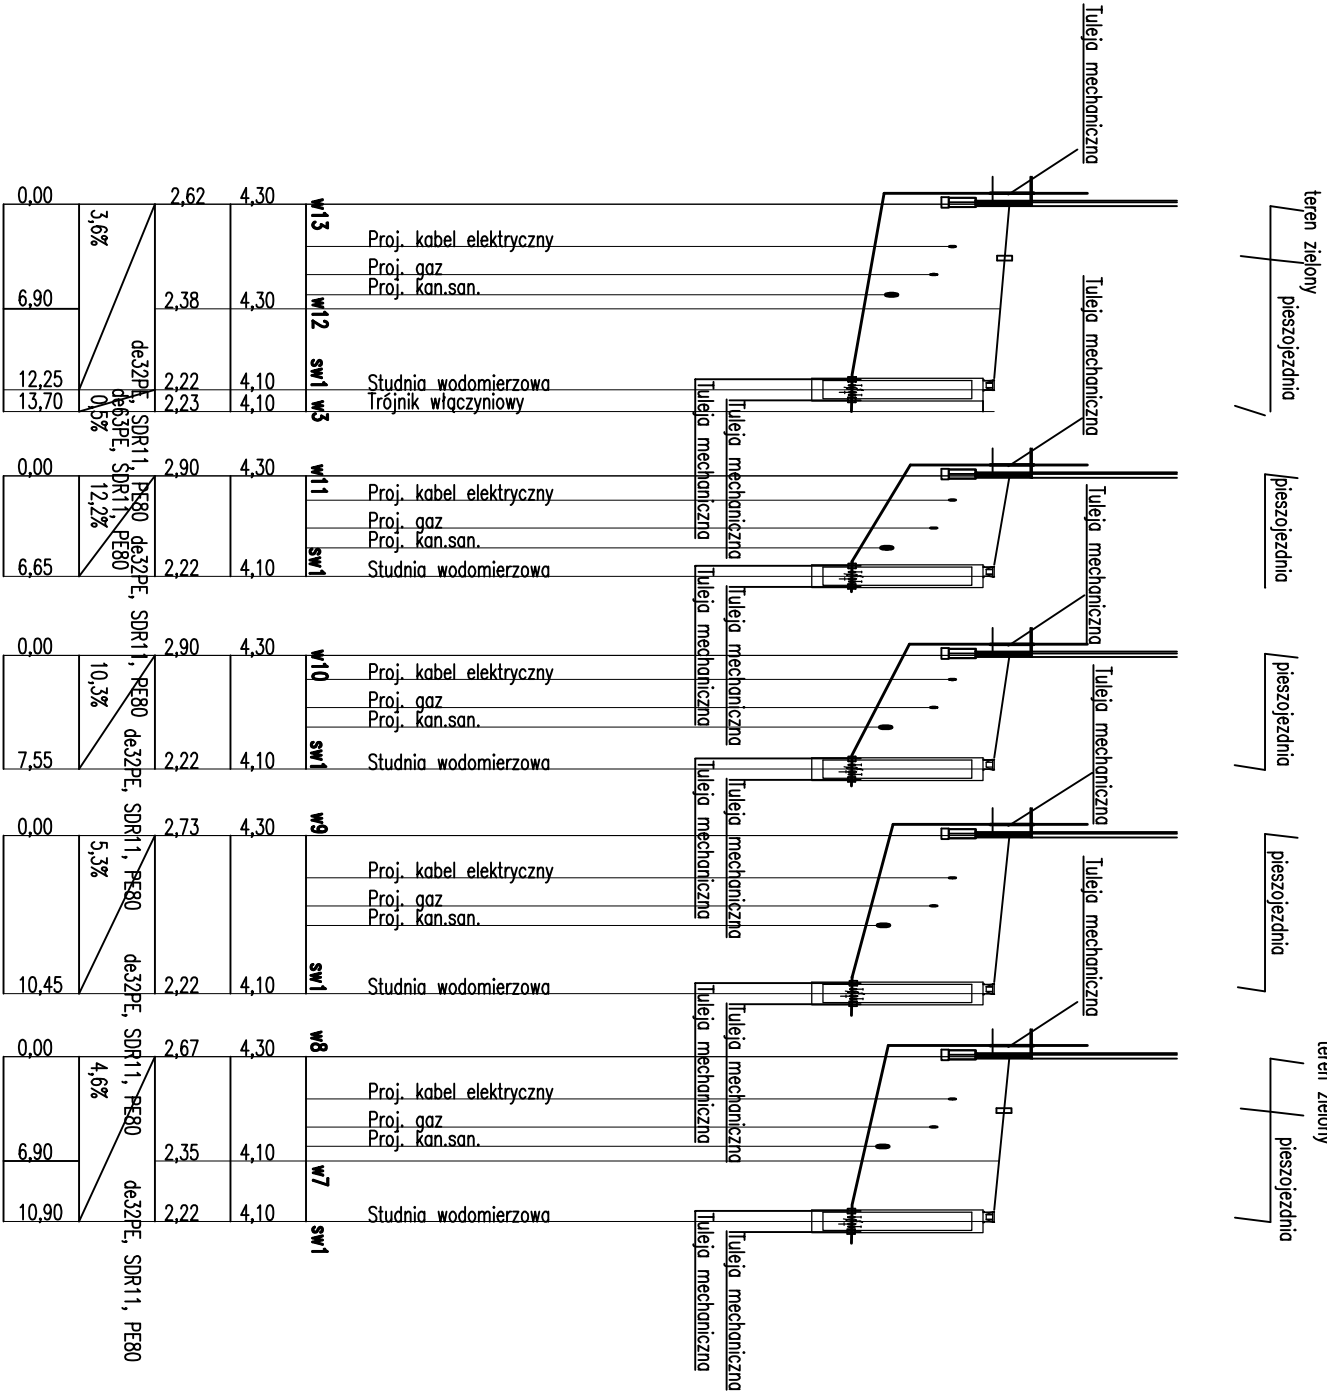 Tuleja mechaniczna
teren zielony
pieszojezdnia
0,00
3,6%
2,62
4,30
w13
Proj. kabel elektryczny
Proj. gaz
Proj. kan.san.
6,90
2,38
4,30
w12
Tuleja mechaniczna
12,25
2,22
4,10
sw1
Studnia wodomierzowa
13,70
0,5%
2,23
4,10
w3
Trójnik włączyniowy
de32PE, SDR11, PE80
de63PE, SDR11, PE80
Tuleja mechaniczna
Tuleja mechaniczna
0,00
12,2%
2,90
4,30
w11
Proj. kabel elektryczny
Proj. gaz
Proj. kan.san.
pieszojezdnia
Tuleja mechaniczna
6,65
2,22
4,10
sw1
Studnia wodomierzowa
de32PE, SDR11, PE80
Tuleja mechaniczna
Tuleja mechaniczna
0,00
10,3%
2,90
4,30
w10
Proj. kabel elektryczny
Proj. gaz
Proj. kan.san.
pieszojezdnia
Tuleja mechaniczna
7,55
2,22
4,10
sw1
Studnia wodomierzowa
de32PE, SDR11, PE80
Tuleja mechaniczna
Tuleja mechaniczna
0,00
5,3%
2,73
4,30
w9
Proj. kabel elektryczny
Proj. gaz
Proj. kan.san.
pieszojezdnia
Tuleja mechaniczna
10,45
2,22
4,10
sw1
Studnia wodomierzowa
de32PE, SDR11, PE80
Tuleja mechaniczna
Tuleja mechaniczna
0,00
4,6%
2,67
4,30
w8
Proj. kabel elektryczny
Proj. gaz
Proj. kan.san.
teren zielony
pieszojezdnia
6,90
2,35
4,10
w7
10,90
2,22
4,10
sw1
Studnia wodomierzowa
de32PE, SDR11, PE80
Tuleja mechaniczna
Tuleja mechaniczna